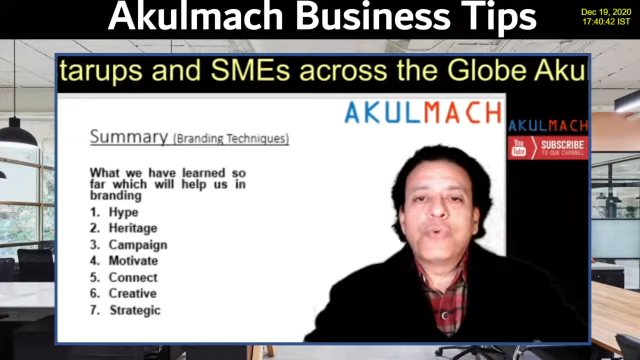 Akulmach Business Tips
Dec 19, 2020
17:40:42 IST
tarups and SMEs across the Globe Aku
AKULMACH
AKULMACH
You Tube
SUBSCRIBE
TO OUR CHANNEL
Summary (Branding Techniques)
What we have learned so
far which will help us in
branding
1. Hype
2. Heritage
3. Campaign
4. Motivate
5. Connect
6. Creative
7. Strategic